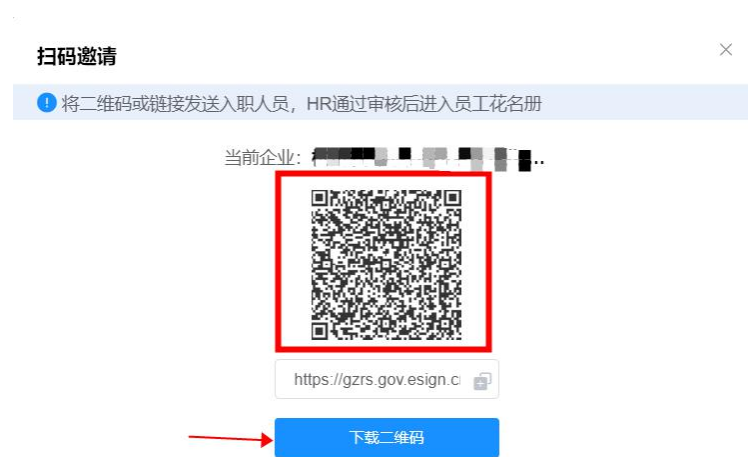 扫码邀请
将二维码或链接发送入职人员，HR通过审核后进入员工花名册
当前企业：
https://gzrs.gov.esign.c
下载二维码